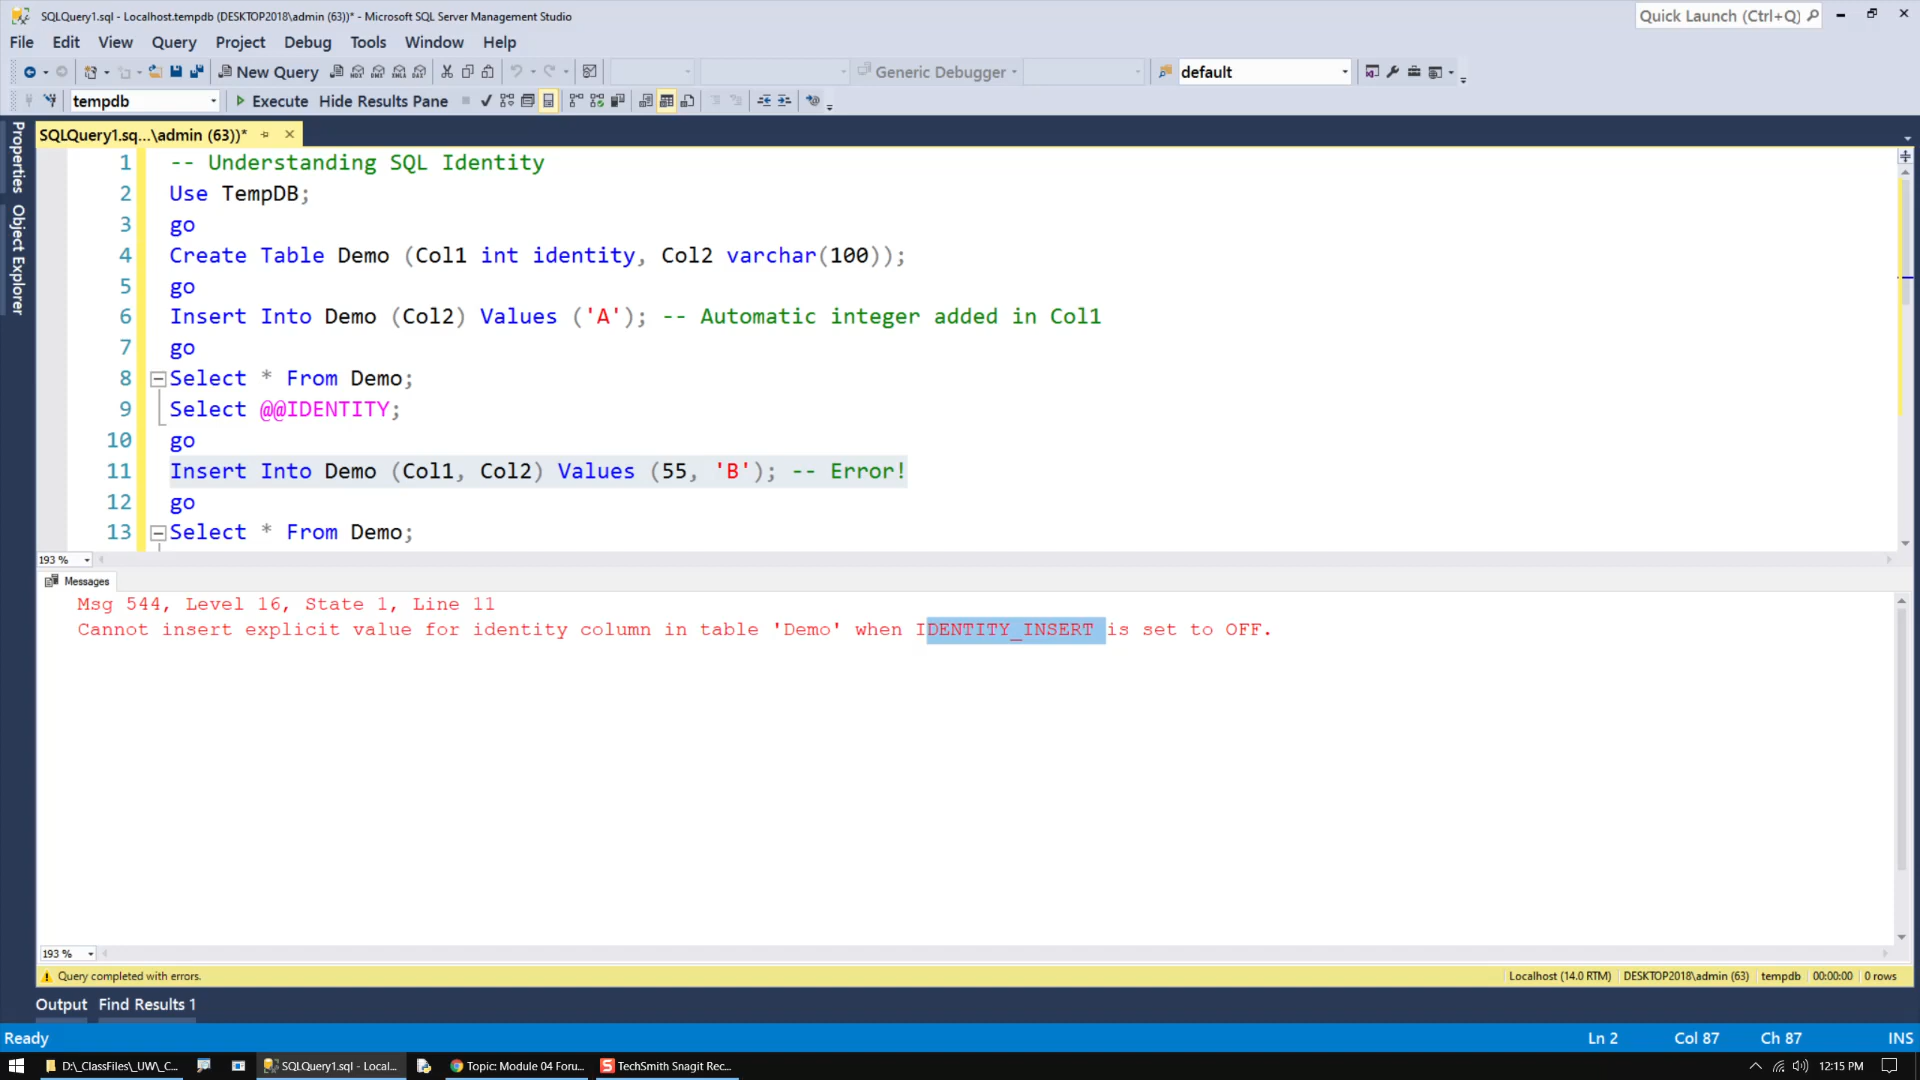 SQLQuery1.sql - Localhost.tempdb (DESKTOP2018\admin (63))* - Microsoft SQL Server Management Studio
Quick Launch (Ctrl+Q)
File Edit View Query Project Debug Tools Window Help
New Query Generic Debugger default
tempdb Execute Hide Results Pane
SQLQuery1.sq...\admin (63))*
Properties
Object Explorer
1 -- Understanding SQL Identity
2 Use TempDB;
3 go
4 Create Table Demo (Col1 int identity, Col2 varchar(100));
5 go
6 Insert Into Demo (Col2) Values ('A'); -- Automatic integer added in Col1
7 go
8 Select * From Demo;
9 Select @@IDENTITY;
10 go
11 Insert Into Demo (Col1, Col2) Values (55, 'B'); -- Error!
12 go
13 Select * From Demo;
193 %
Messages
Msg 544, Level 16, State 1, Line 11
Cannot insert explicit value for identity column in table 'Demo' when IDENTITY_INSERT is set to OFF.
193 %
Query completed with errors. Localhost (14.0 RTM) DESKTOP2018\admin (63) tempdb 00:00:00 0 rows
Output Find Results 1
Ready Ln 2 Col 87 Ch 87 INS
D:\_ClassFiles\_UW\_C... SQLQuery1.sql - Local... Topic: Module 04 Foru... TechSmith Snagit Rec... 12:15 PM